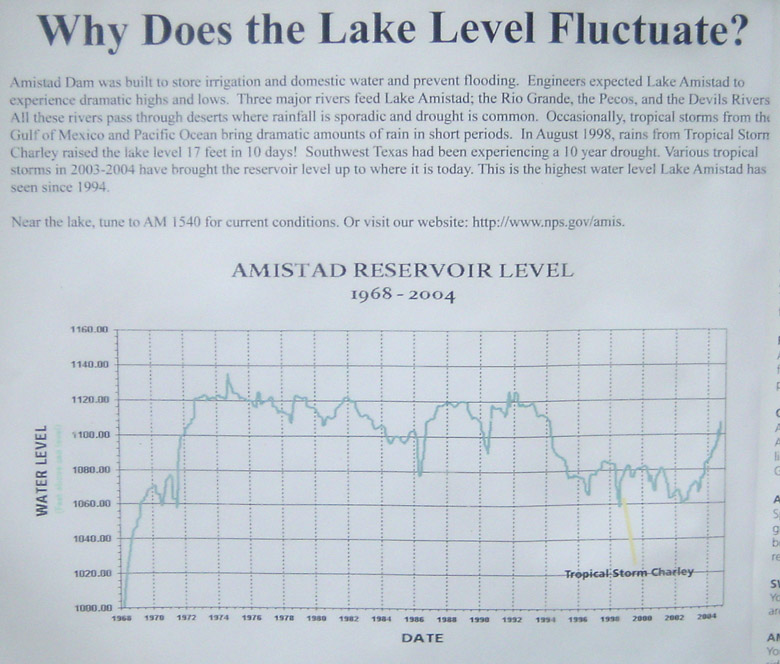 Why Does the Lake Level Fluctuate?
Amistad Dam was built to store irrigation and domestic water and prevent flooding. Engineers expected Lake Amistad to
experience dramatic highs and lows. Three major rivers feed Lake Amistad; the Rio Grande, the Pecos, and the Devils Rivers
All these rivers pass through deserts where rainfall is sporadic and drought is common. Occasionally, tropical storms from the
Gulf of Mexico and Pacific Ocean bring dramatic amounts of rain in short periods. In August 1998, rains from Tropical Storm
Charley raised the lake level 17 feet in 10 days! Southwest Texas had been experiencing a 10 year drought. Various tropical
storms in 2003-2004 have brought the reservoir level up to where it is today. This is the highest water level Lake Amistad has
seen since 1994.
Near the lake, tune to AM 1540 for current conditions. Or visit our website: http://www.nps.gov/amis.
AMISTAD RESERVOIR LEVEL
1968 - 2004
WATER LEVEL
1160.00
1140.00
1120.00
1100.00
1080.00
1060.00
1040.00
1020.00
1000.00
Tropical Storm Charley
1968 1970 1972 1974 1976 1978 1980 1982 1984 1986 1988 1990 1992 1994 1996 1998 2000 2002 2004
DATE